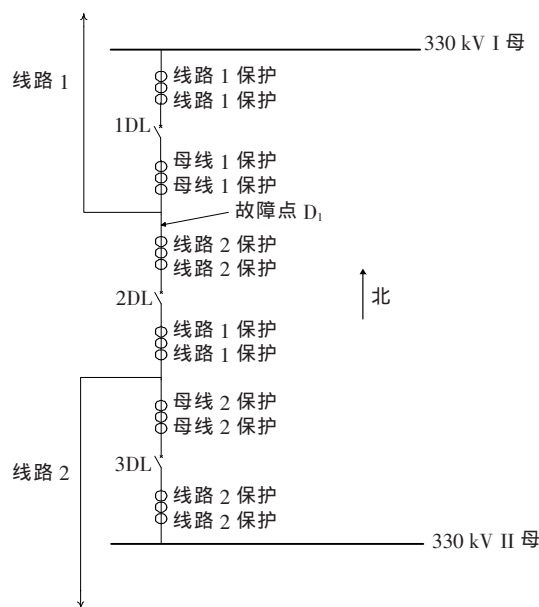 330 kV I 母
线路 1
线路 1 保护
线路 1 保护
1DL
母线 1 保护
母线 1 保护
故障点 D₁
线路 2 保护
线路 2 保护
2DL
北
线路 1 保护
线路 1 保护
母线 2 保护
母线 2 保护
线路 2
3DL
线路 2 保护
线路 2 保护
330 kV II 母